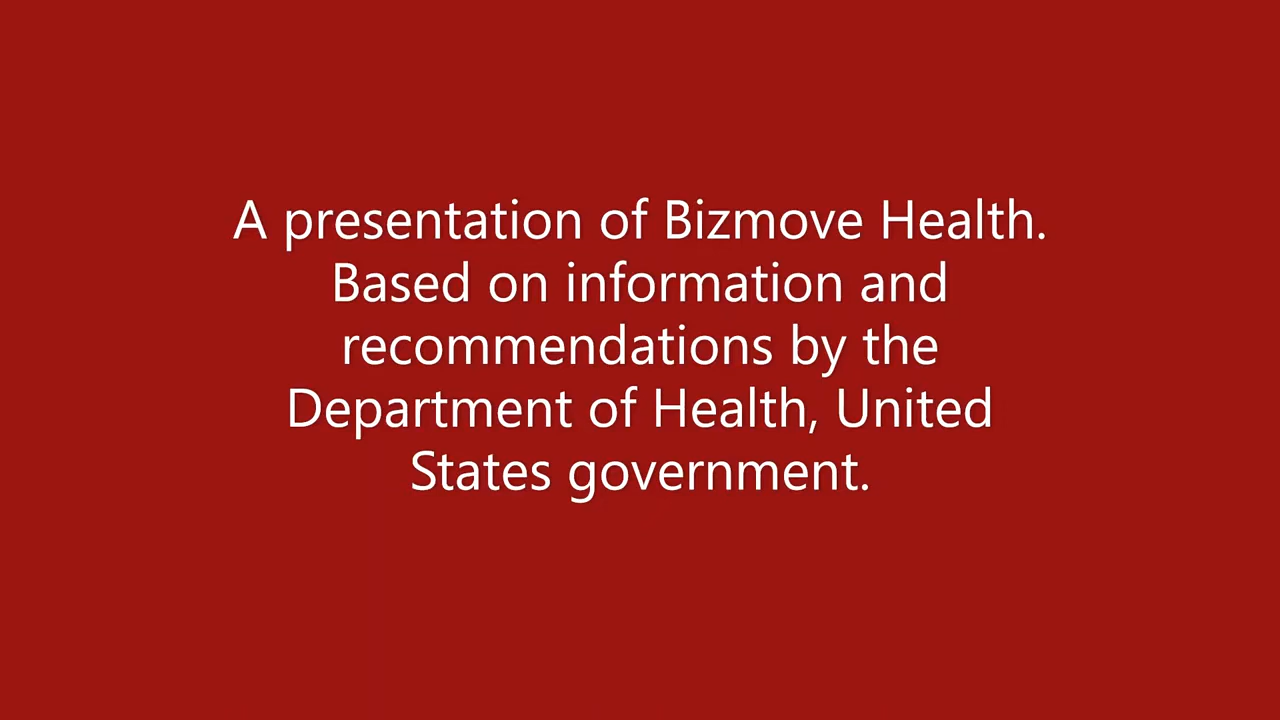 A presentation of Bizmove Health.
Based on information and
recommendations by the
Department of Health, United
States government.